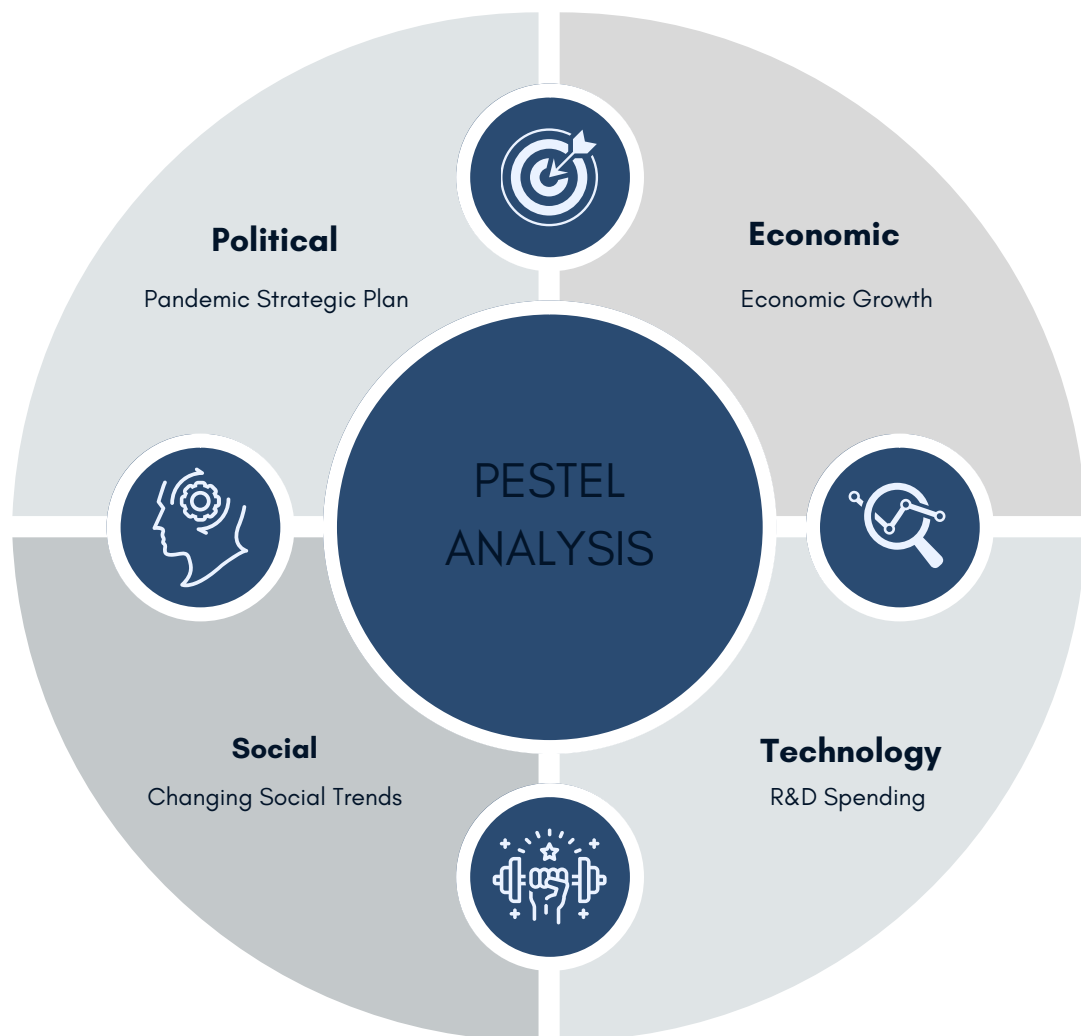 Political
Pandemic Strategic Plan
Economic
Economic Growth
PESTEL
ANALYSIS
Social
Changing Social Trends
Technology
R&D Spending